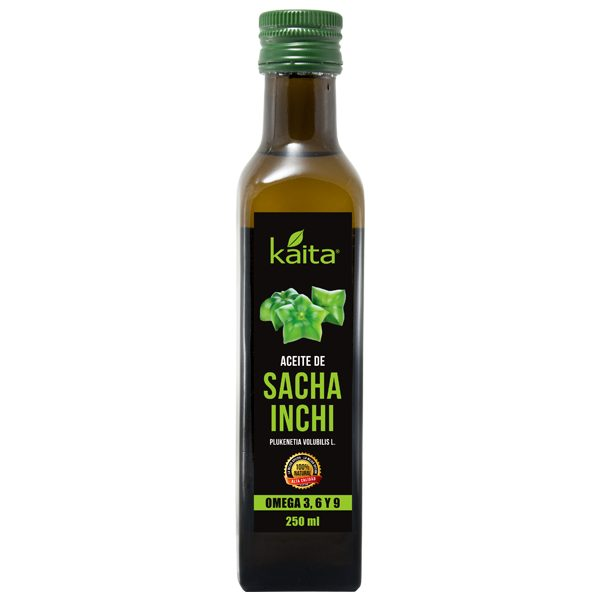 kaita®
ACEITE DE
SACHA
INCHI
PLUKENETIA VOLUBILIS L.
100%
NATURAL
ALTA CALIDAD
OMEGA 3, 6 Y 9
250 ml